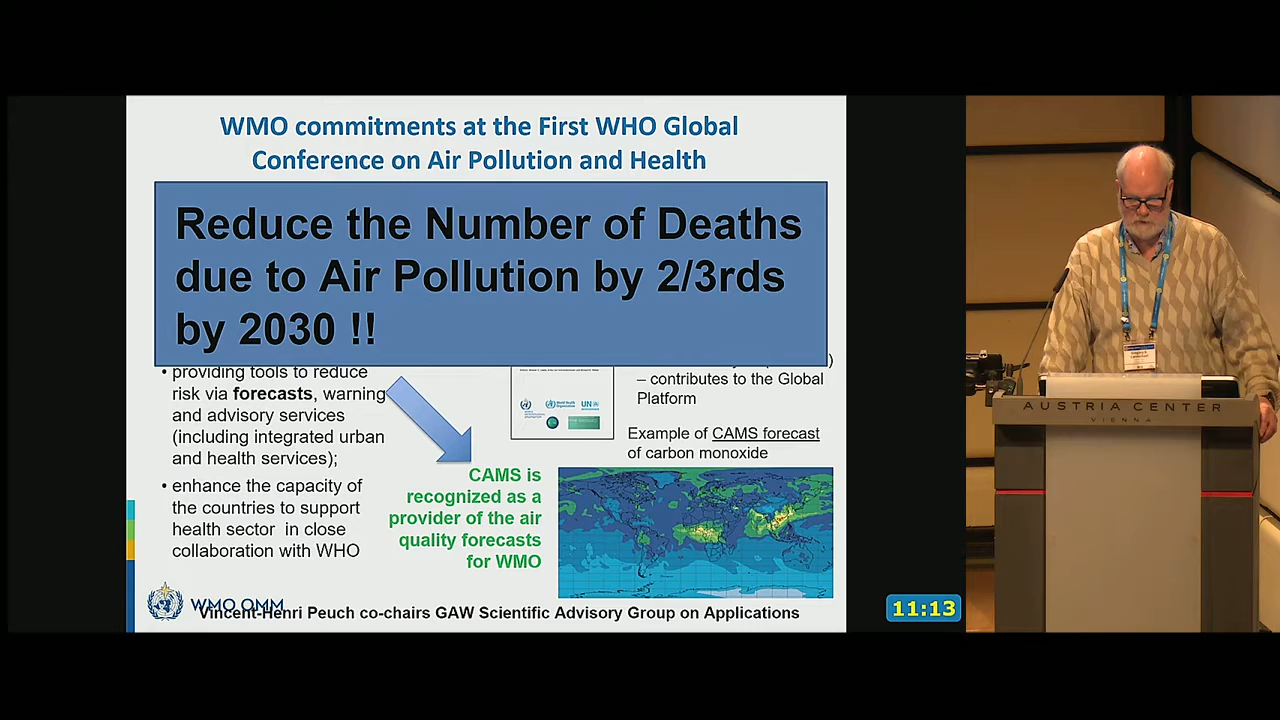 WMO commitments at the First WHO Global
Conference on Air Pollution and Health
Reduce the Number of Deaths
due to Air Pollution by 2/3rds
by 2030 !!
• providing tools to reduce
risk via forecasts, warning
and advisory services
(including integrated urban
and health services);
• enhance the capacity of
the countries to support
health sector in close
collaboration with WHO
CAMS is
recognized as a
provider of the air
quality forecasts
for WMO
)
– contributes to the Global
Platform
Example of CAMS forecast
of carbon monoxide
WMO OMM
Vincent-Henri Peuch co-chairs GAW Scientific Advisory Group on Applications
11:13
AUSTRIA CENTER
VIENNA